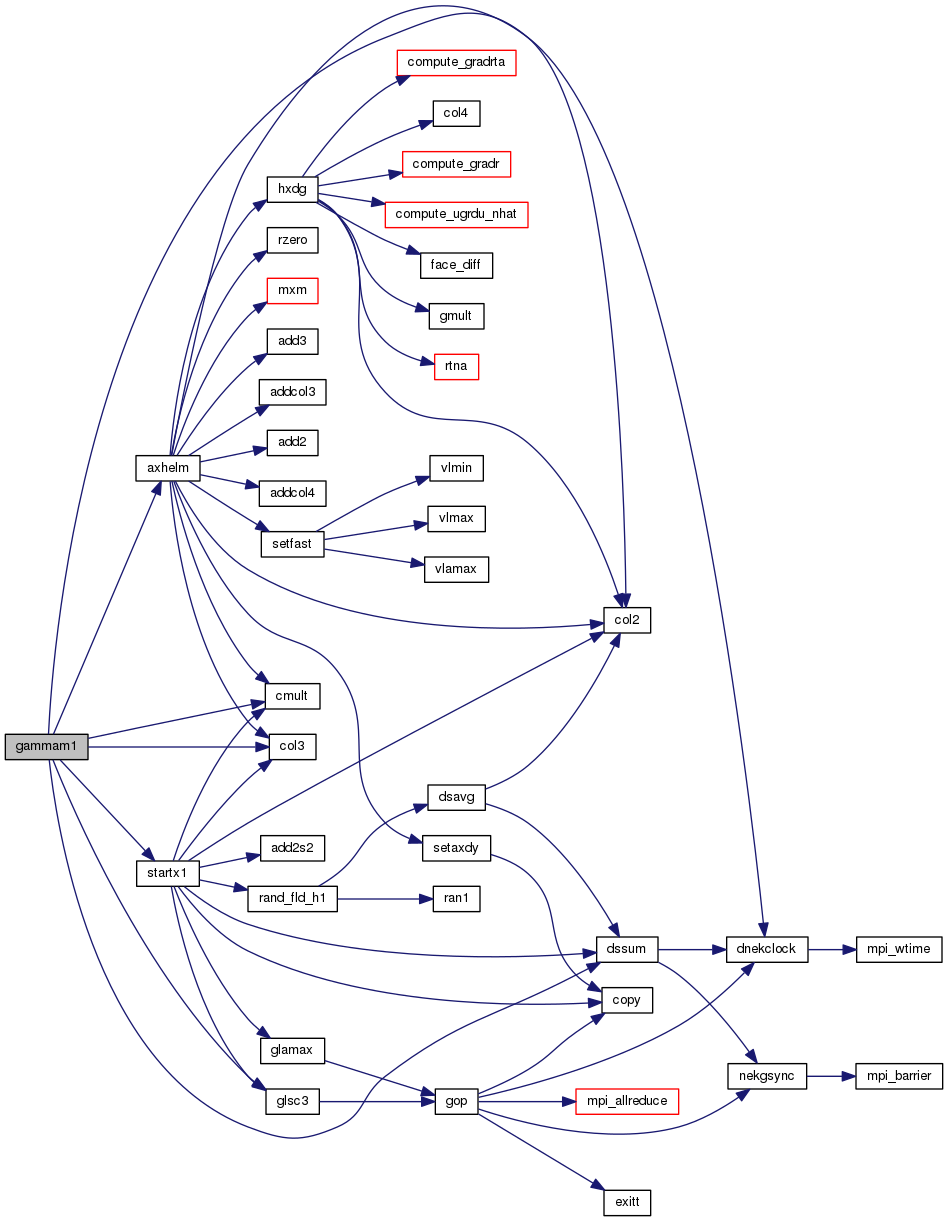 compute_gradrta
col4
compute_gradr
hxdg
compute_ugrdu_nhat
rzero
face_diff
mxm
gmult
add3
rtna
addcol3
add2
axhelm
vlmin
addcol4
vlmax
setfast
vlamax
col2
cmult
gammam1
col3
dsavg
add2s2
setaxdy
startx1
rand_fld_h1
ran1
dssum
dnekclock
mpi_wtime
copy
glamax
nekgsync
mpi_barrier
glsc3
gop
mpi_allreduce
exitt